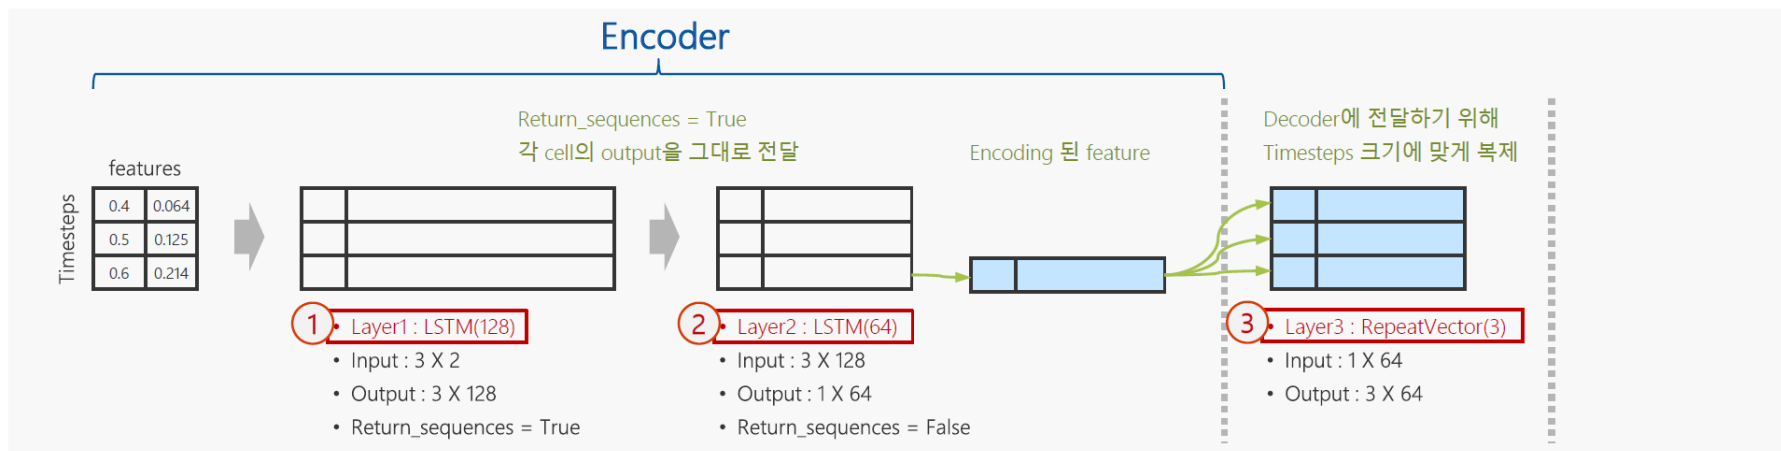 Encoder
Return_sequences = True
각 cell의 output을 그대로 전달
Encoding 된 feature
Decoder에 전달하기 위해
Timesteps 크기에 맞게 복제
features
Timesteps
0.4 0.064
0.5 0.125
0.6 0.214
1 • Layer1 : LSTM(128)
• Input : 3 X 2
• Output : 3 X 128
• Return_sequences = True
2 • Layer2 : LSTM(64)
• Input : 3 X 128
• Output : 1 X 64
• Return_sequences = False
3 • Layer3 : RepeatVector(3)
• Input : 1 X 64
• Output : 3 X 64